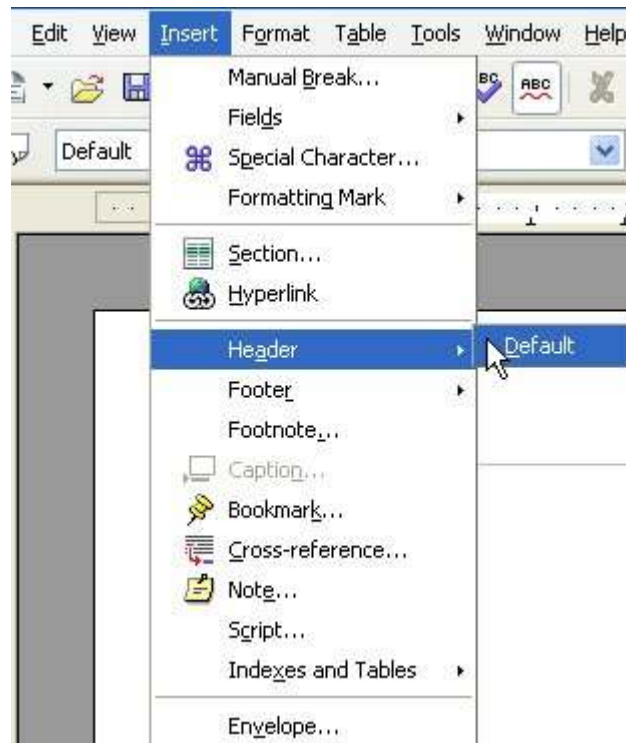 Edit View Insert Format Table Tools Window Help
Manual Break...
ABC
Fields
Default
Special Character...
Formatting Mark
Section...
Hyperlink
Header
Default
Footer
Footnote...
Caption...
Bookmark...
Cross-reference...
Note...
Script...
Indexes and Tables
Envelope...